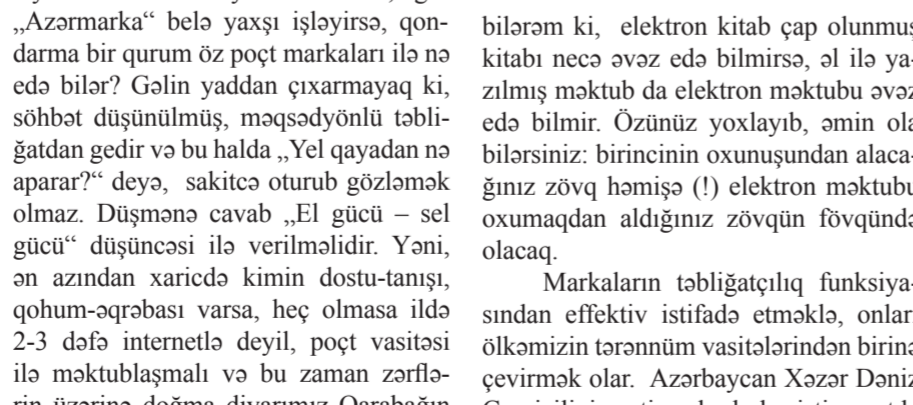 „Azərmarka“ belə yaxşı işləyirsə, qon-
darma bir qurum öz poçt markaları ilə nə
edə bilər? Gəlin yaddan çıxarmayaq ki,
söhbət düşünülmüş, məqsədyönlü təbli-
ğatdan gedir və bu halda „Yel qayadan nə
aparar?“ deyə, sakitcə oturub gözləmək
olmaz. Düşmənə cavab „El gücü – sel
gücü“ düşüncəsi ilə verilməlidir. Yəni,
ən azından xaricdə kimin dostu-tanışı,
qohum-əqrəbası varsa, heç olmasa ildə
2-3 dəfə internetlə deyil, poçt vasitəsi
ilə məktublaşmalı və bu zaman zərflə-
rin üzərinə doğma diyarımız Qarabağın
bilərəm ki, elektron kitab çap olunmuş
kitabı necə əvəz edə bilmirsə, əl ilə ya-
zılmış məktub da elektron məktubu əvəz
edə bilmir. Özünüz yoxlayıb, əmin ola
bilərsiniz: birincinin oxunuşundan alaca-
ğınız zövq həmişə (!) elektron məktubu
oxumaqdan aldığınız zövqün fövqündə
olacaq.
Markaların təbliğatçılıq funksiya-
sından effektiv istifadə etməklə, onları
ölkəmizin tərənnüm vasitələrindən birinə
çevirmək olar. Azərbaycan Xəzər Dəniz